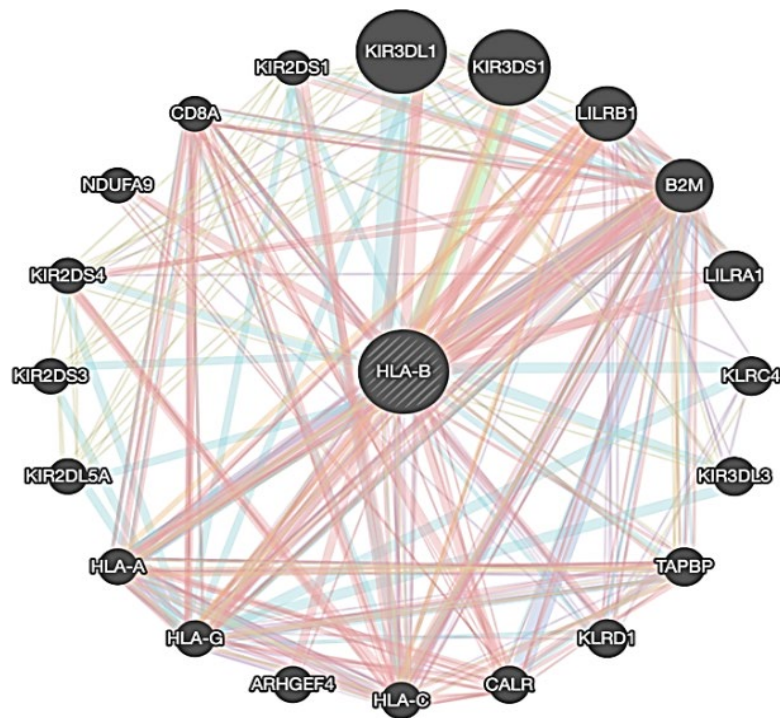 KIR3DL1
KIR3DS1
KIR2DS1
LILRB1
CD8A
B2M
NDUFA9
LILRA1
KIR2DS4
HLA-B
KIR2DS3
KLRC4
KIR2DL5A
KIR3DL3
HLA-A
TAPBP
HLA-G
KLRD1
ARHGEF4
CALR
HLA-C